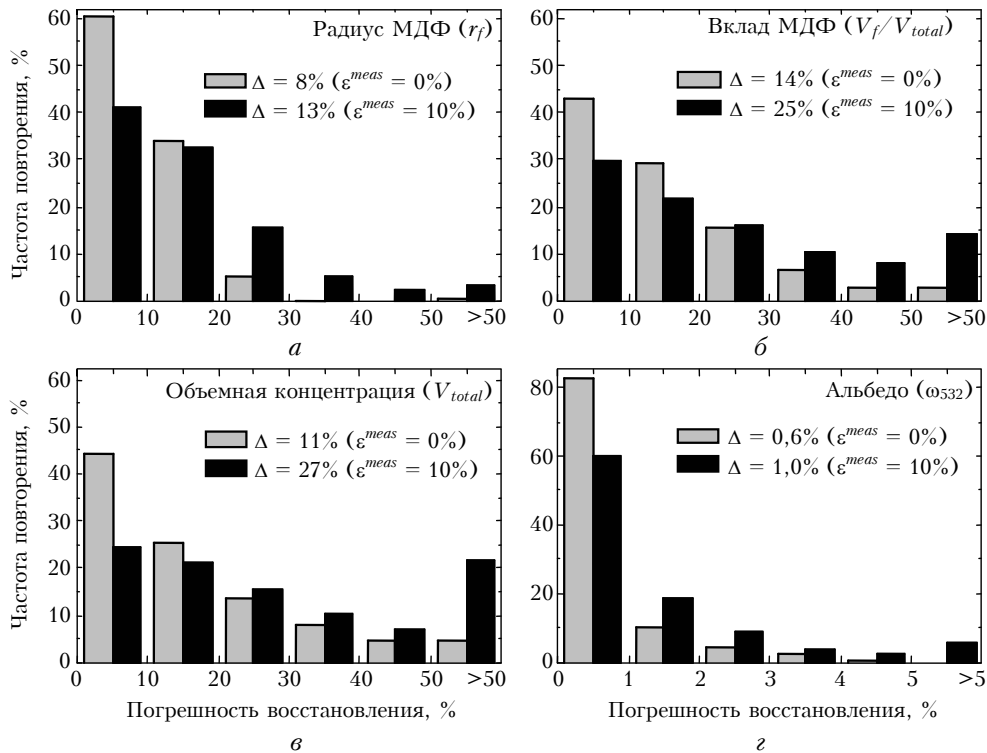 Радиус МДФ (r_f)
Δ = 8% (ε^meas = 0%)
Δ = 13% (ε^meas = 10%)
Частота повторения, %
60
50
40
30
20
10
0
0 10 20 30 40 50 >50
а
Вклад МДФ (V_f/V_total)
Δ = 14% (ε^meas = 0%)
Δ = 25% (ε^meas = 10%)
60
50
40
30
20
10
0
0 10 20 30 40 50 >50
б
Объемная концентрация (V_total)
Δ = 11% (ε^meas = 0%)
Δ = 27% (ε^meas = 10%)
Частота повторения, %
60
50
40
30
20
10
0
0 10 20 30 40 50 >50
Погрешность восстановления, %
в
Альбедо (ω532)
Δ = 0,6% (ε^meas = 0%)
Δ = 1,0% (ε^meas = 10%)
80
60
40
20
0
0 1 2 3 4 5 >5
Погрешность восстановления, %
г